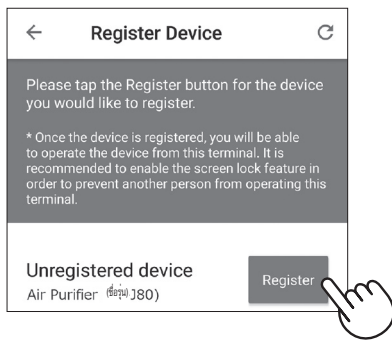 Register Device
Please tap the Register button for the device
you would like to register.
* Once the device is registered, you will be able
to operate the device from this terminal. It is
recommended to enable the screen lock feature in
order to prevent another person from operating this
terminal.
Unregistered device
Register
Air Purifier (ชื่อรุ่น) J80)